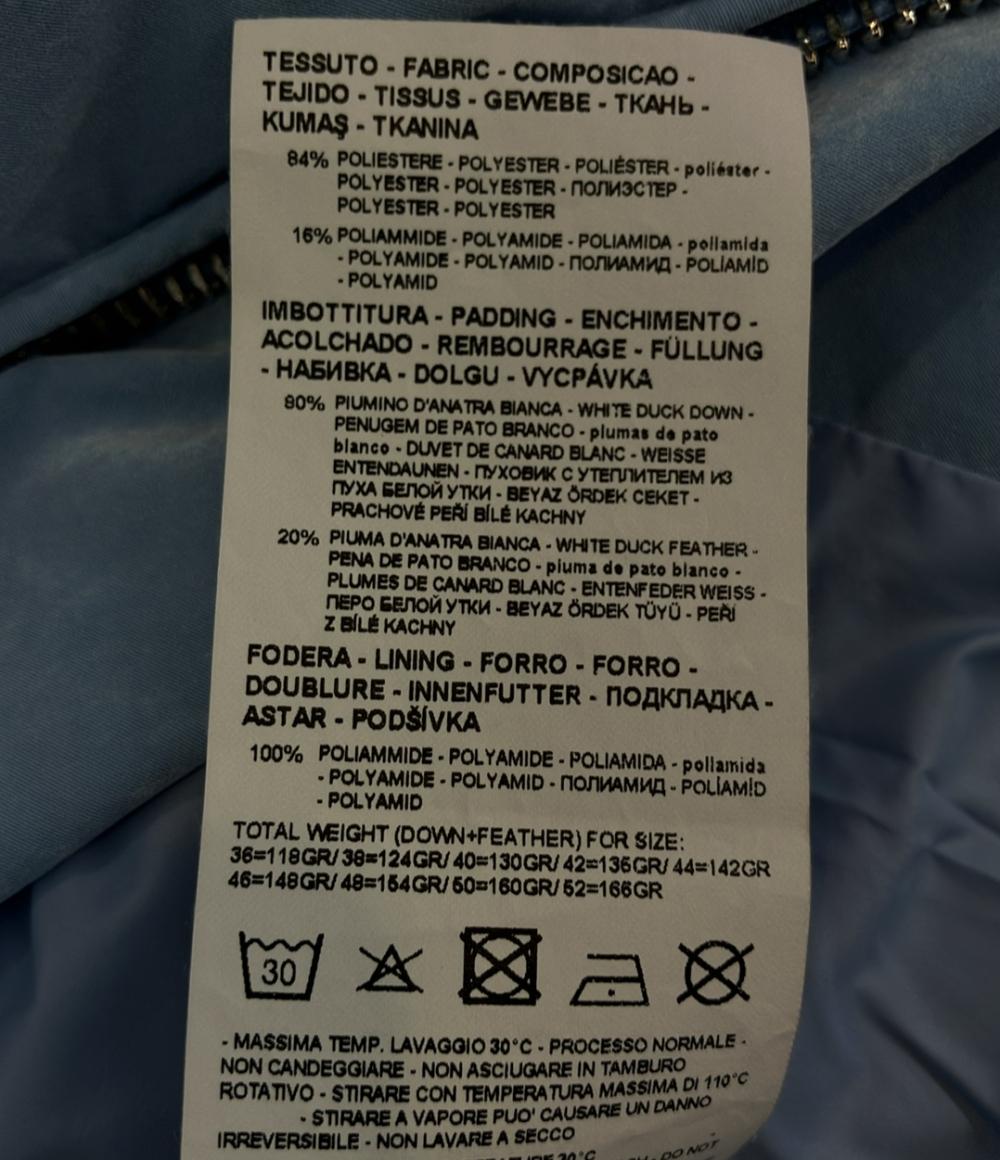 TESSUTO - FABRIC - COMPOSICAO -
TEJIDO - TISSUS - GEWEBE - ТКАНЬ -
KUMAŞ - TKANINA
84% POLIESTERE - POLYESTER - POLIÉSTER - poliéster -
POLYESTER - POLYESTER - ПОЛИЭСТЕР -
POLYESTER - POLYESTER
16% POLIAMMIDE - POLYAMIDE - POLIAMIDA - poliamida
- POLYAMIDE - POLYAMID - ПОЛИАМИД - POLİAMİD
- POLYAMID
IMBOTTITURA - PADDING - ENCHIMENTO -
ACOLCHADO - REMBOURRAGE - FÜLLUNG
- НАБИВКА - DOLGU - VYCPÁVKA
80% PIUMINO D'ANATRA BIANCA - WHITE DUCK DOWN -
PENUGEM DE PATO BRANCO - plumas de pato
blanco - DUVET DE CANARD BLANC - WEISSE
ENTENDAUNEN - ПУХОВИК С УТЕПЛИТЕЛЕМ ИЗ
ПУХА БЕЛОЙ УТКИ - BEYAZ ÖRDEK CEKET -
PRACHOVÉ PEŘÍ BÍLÉ KACHNY
20% PIUMA D'ANATRA BIANCA - WHITE DUCK FEATHER -
PENA DE PATO BRANCO - pluma de pato blanco -
PLUMES DE CANARD BLANC - ENTENFEDER WEISS -
ПЕРО БЕЛОЙ УТКИ - BEYAZ ÖRDEK TÜYÜ - PEŘÍ
Z BÍLÉ KACHNY
FODERA - LINING - FORRO - FORRO -
DOUBLURE - INNENFUTTER - ПОДКЛАДКА -
ASTAR - PODŠÍVKA
100% POLIAMMIDE - POLYAMIDE - POLIAMIDA - poliamida
- POLYAMIDE - POLYAMID - ПОЛИАМИД - POLİAMİD
- POLYAMID
TOTAL WEIGHT (DOWN+FEATHER) FOR SIZE:
36=118GR/ 38=124GR/ 40=130GR/ 42=136GR/ 44=142GR
46=148GR/ 48=154GR/ 50=160GR/ 52=166GR
30
- MASSIMA TEMP. LAVAGGIO 30°C - PROCESSO NORMALE -
NON CANDEGGIARE - NON ASCIUGARE IN TAMBURO
ROTATIVO - STIRARE CON TEMPERATURA MASSIMA DI 110°C
- STIRARE A VAPORE PUO' CAUSARE UN DANNO
IRREVERSIBILE - NON LAVARE A SECCO
30°C - DO NOT